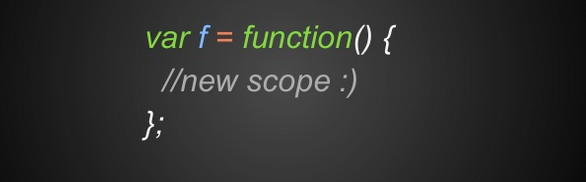 var f = function() {
//new scope :)
};